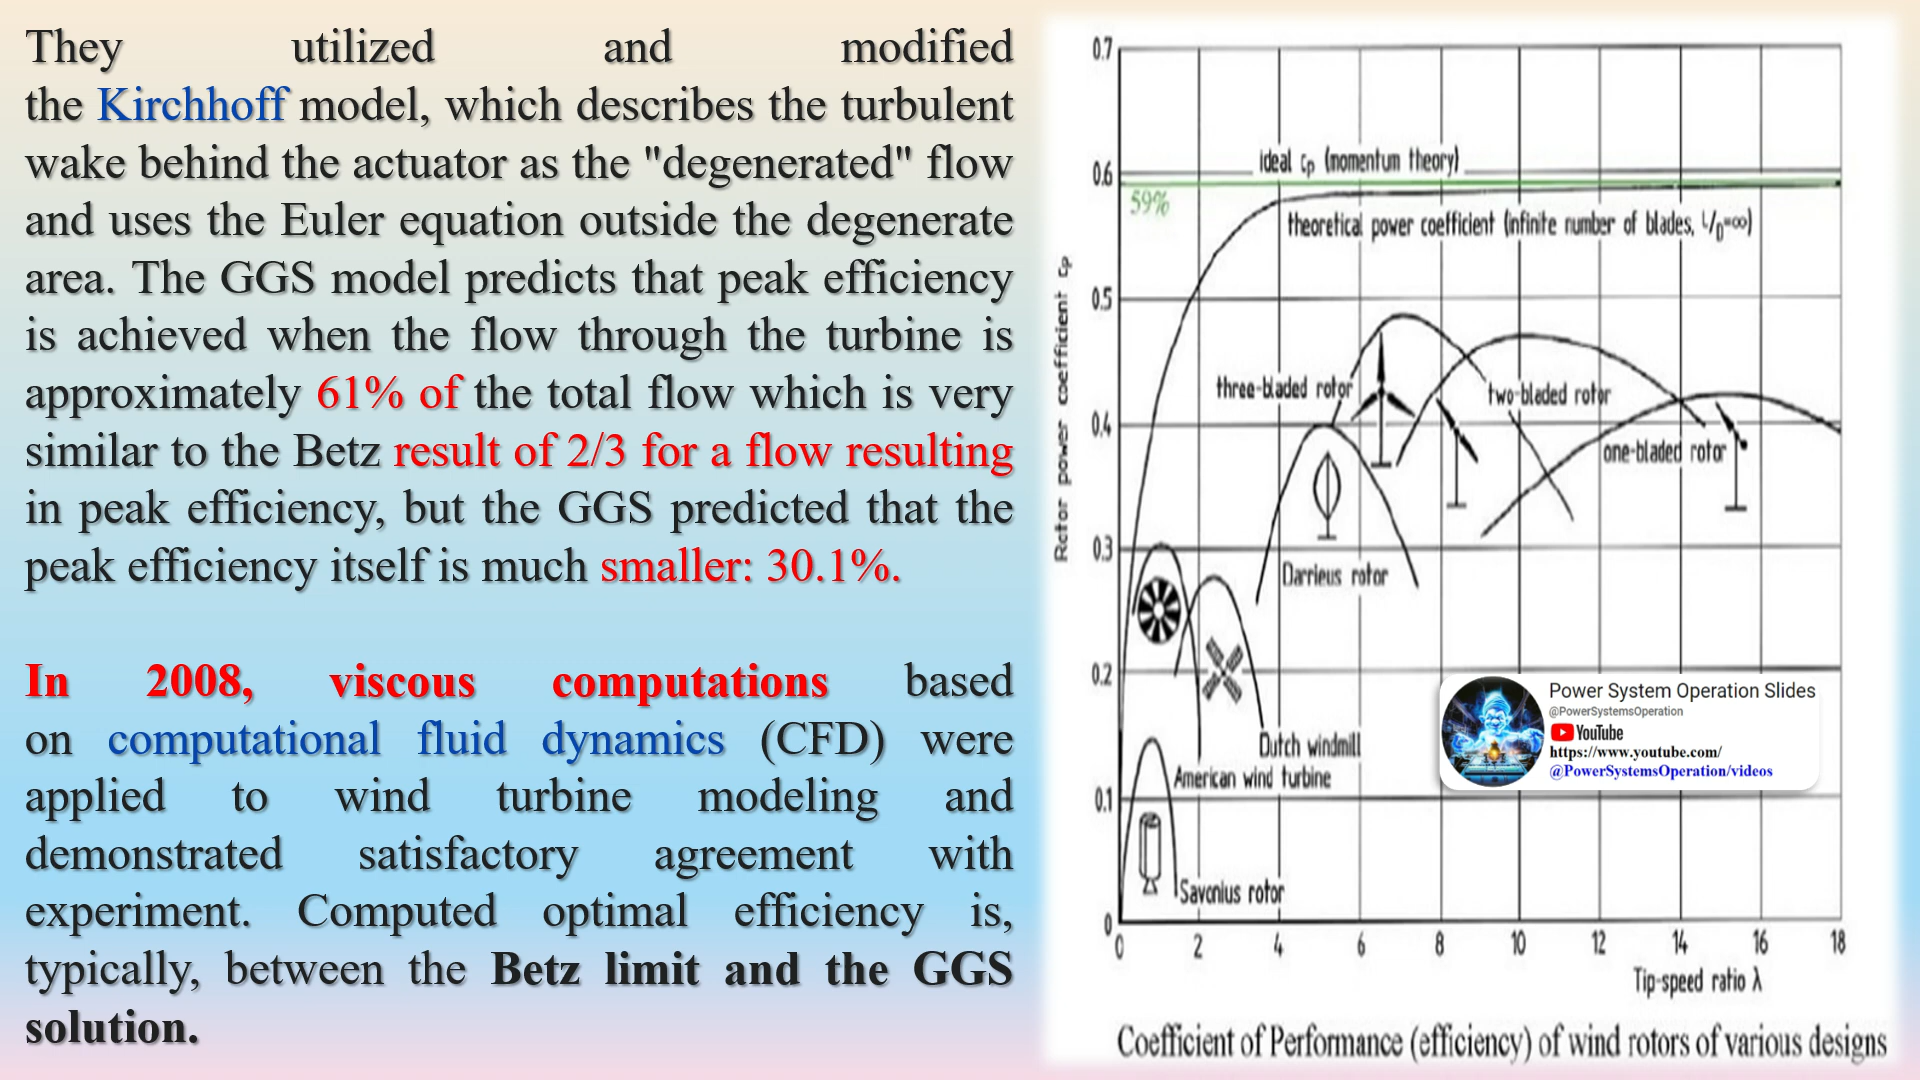 They utilized and modified
the Kirchhoff model, which describes the turbulent
wake behind the actuator as the "degenerated" flow
and uses the Euler equation outside the degenerate
area. The GGS model predicts that peak efficiency
is achieved when the flow through the turbine is
approximately 61% of the total flow which is very
similar to the Betz result of 2/3 for a flow resulting
in peak efficiency, but the GGS predicted that the
peak efficiency itself is much smaller: 30.1%.
In 2008, viscous computations based
on computational fluid dynamics (CFD) were
applied to wind turbine modeling and
demonstrated satisfactory agreement with
experiment. Computed optimal efficiency is,
typically, between the Betz limit and the GGS
solution.
0.7
ideal cp (momentum theory)
0.6
59%
theoretical power coefficient (infinite number of blades, L/D=∞)
0.5
Rotor power coefficient cp
three-bladed rotor
two-bladed rotor
0.4
one-bladed rotor
0.3
Darrieus rotor
0.2
Power System Operation Slides
@PowerSystemsOperation
YouTube
https://www.youtube.com/
@PowerSystemsOperation/videos
Dutch windmill
American wind turbine
0.1
Savonius rotor
0
0 2 4 6 8 10 12 14 16 18
Tip-speed ratio λ
Coefficient of Performance (efficiency) of wind rotors of various designs